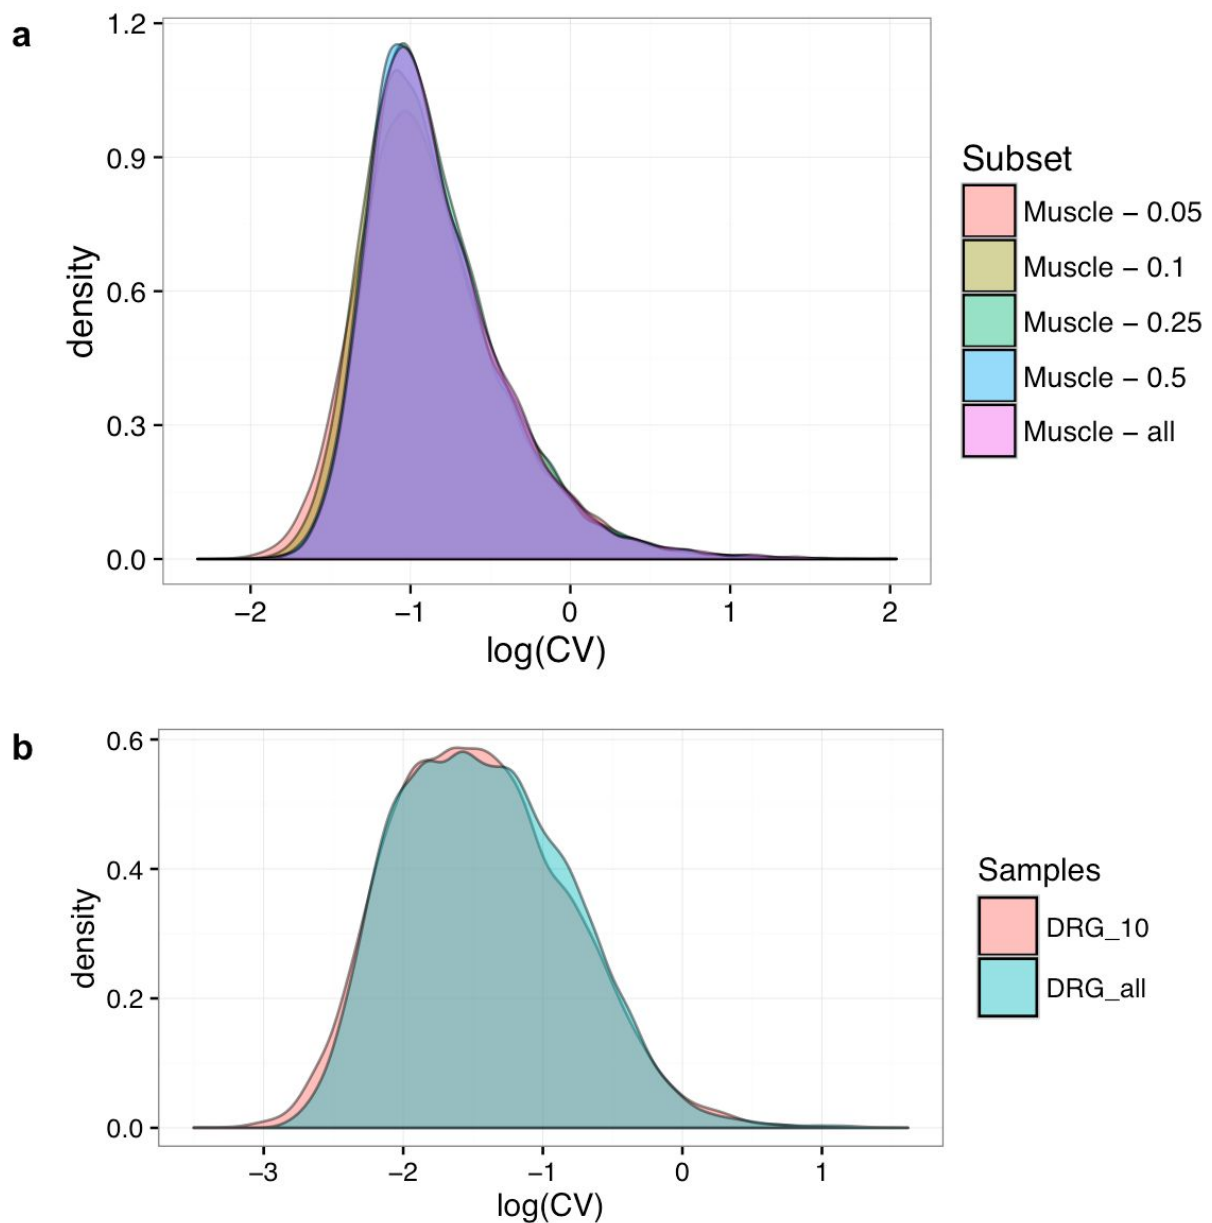 a
1.2
0.9
0.6
0.3
0.0
density
−2 −1 0 1 2
log(CV)
Subset
Muscle − 0.05
Muscle − 0.1
Muscle − 0.25
Muscle − 0.5
Muscle − all
b
0.6
0.4
0.2
0.0
density
−3 −2 −1 0 1
log(CV)
Samples
DRG_10
DRG_all